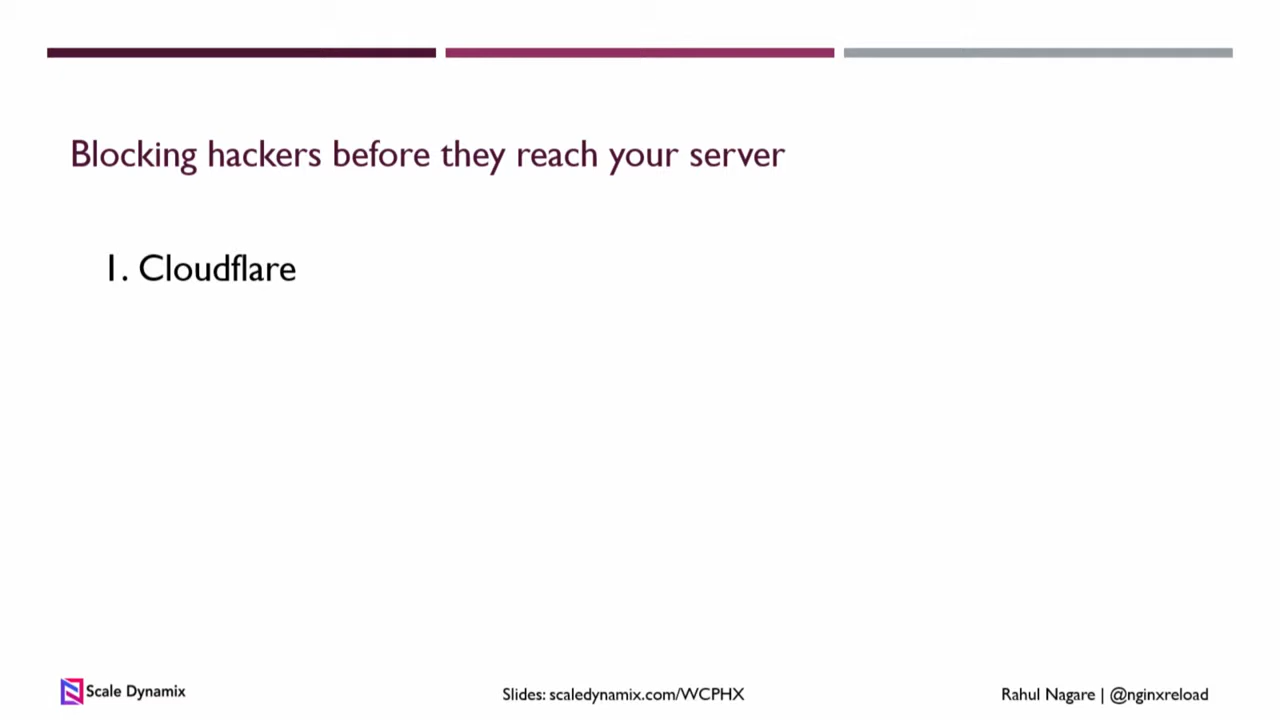 Blocking hackers before they reach your server
1. Cloudflare
Scale Dynamix
Slides: scaledynamix.com/WCPHX
Rahul Nagare | @nginxreload